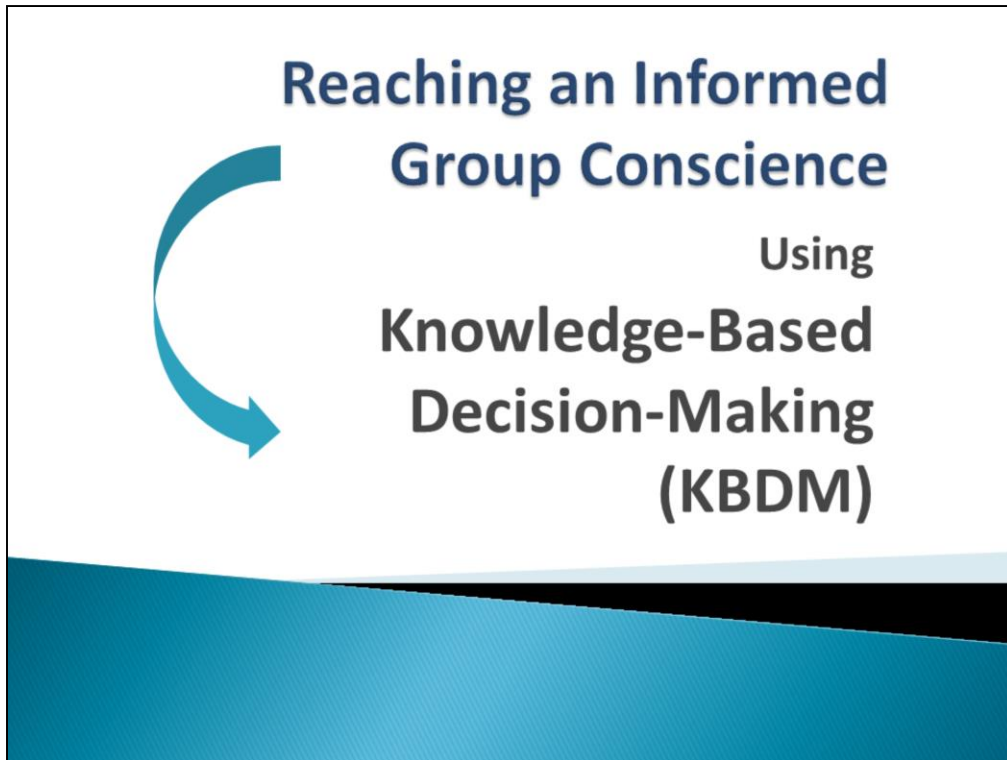 Reaching an Informed
Group Conscience
Using
Knowledge-Based
Decision-Making
(KBDM)